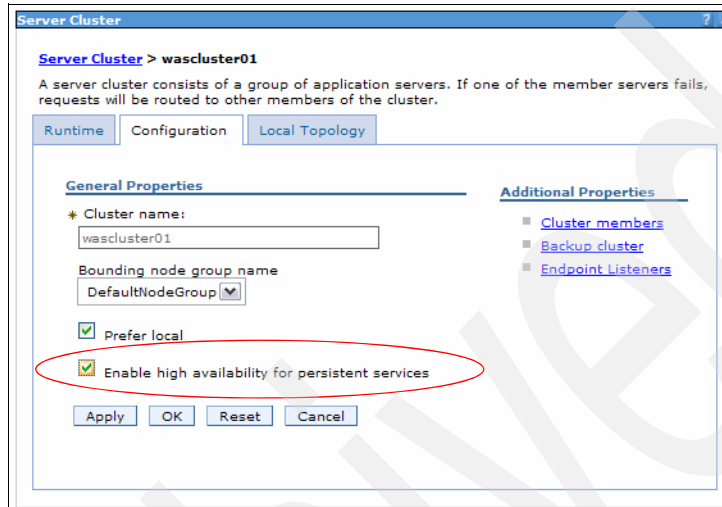 Server Cluster ?
Server Cluster > wascluster01
A server cluster consists of a group of application servers. If one of the member servers fails,
requests will be routed to other members of the cluster.
Runtime Configuration Local Topology
General Properties
* Cluster name:
wascluster01
Bounding node group name
DefaultNodeGroup
Prefer local
Enable high availability for persistent services
Apply OK Reset Cancel
Additional Properties
Cluster members
Backup cluster
Endpoint Listeners